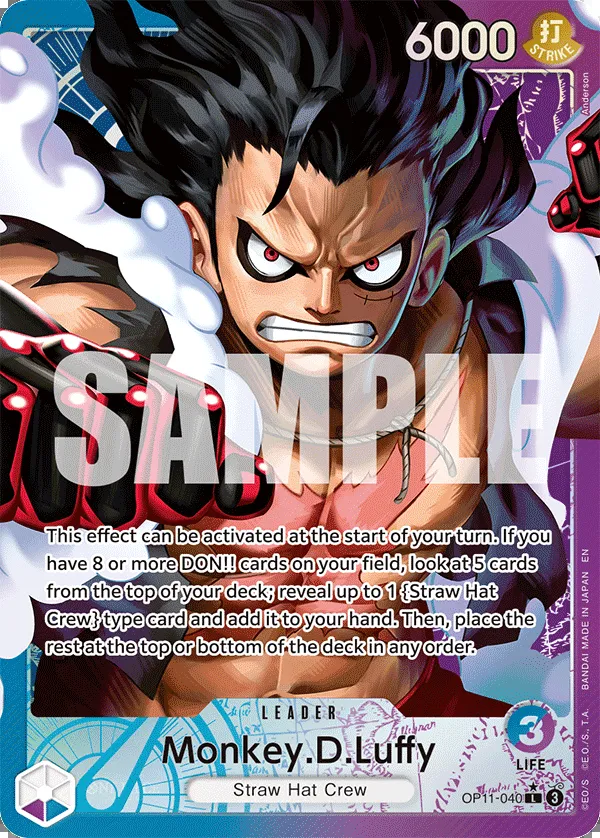 6000
打
STRIKE
Anderson
SAMPLE
This effect can be activated at the start of your turn. If you
have 8 or more DON!! cards on your field, look at 5 cards
from the top of your deck; reveal up to 1 {Straw Hat
Crew} type card and add it to your hand. Then, place the
rest at the top or bottom of the deck in any order.
LEADER
Monkey.D.Luffy
Straw Hat Crew
3
LIFE
OP11-040 L ★ 3
©E.O./S. ©E.O./S., T.A. BANDAI MADE IN JAPAN EN